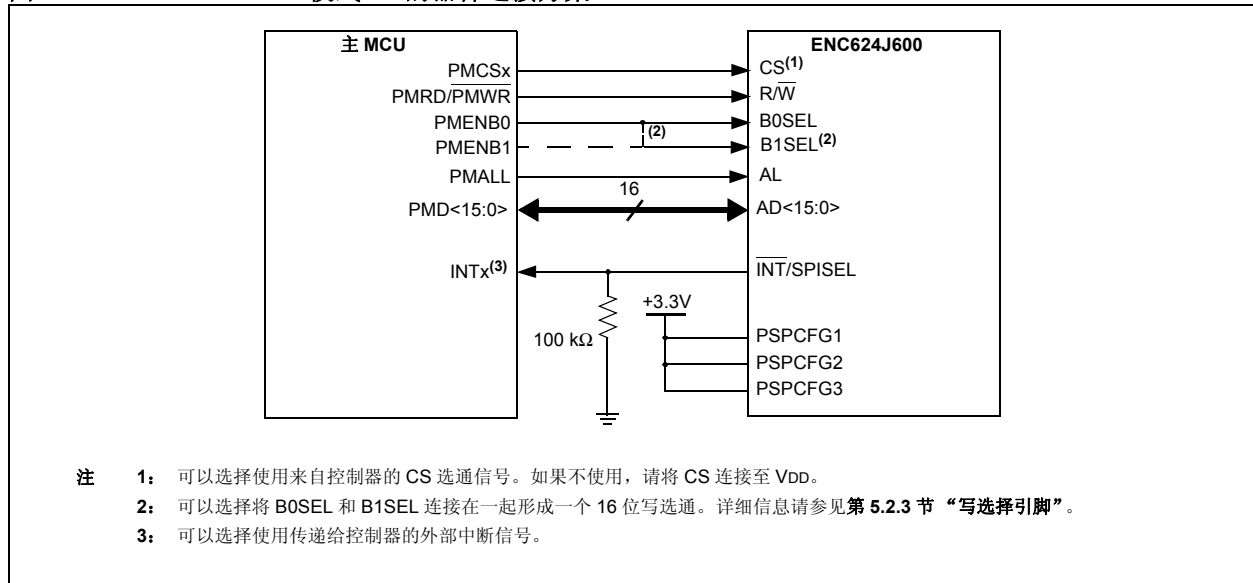 主 MCU
ENC624J600
PMCSx
CS(1)
PMRD/PMWR
R/W
PMENB0
B0SEL
(2)
PMENB1
B1SEL(2)
PMALL
AL
16
PMD<15:0>
AD<15:0>
INTx(3)
INT/SPISEL
+3.3V
100 kΩ
PSPCFG1
PSPCFG2
PSPCFG3
注 1： 可以选择使用来自控制器的 CS 选通信号。如果不使用，请将 CS 连接至 VDD。
2： 可以选择将 B0SEL 和 B1SEL 连接在一起形成一个 16 位写选通。详细信息请参见第 5.2.3 节 “写选择引脚”。
3： 可以选择使用传递给控制器的外部中断信号。